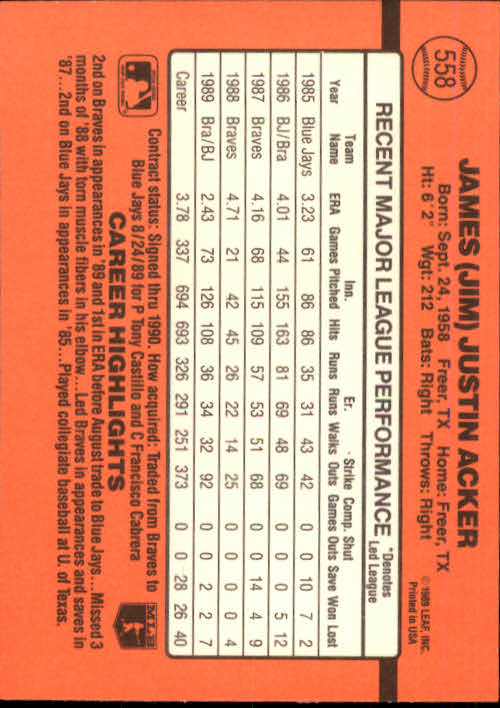 558
JAMES (JIM) JUSTIN ACKER
Born: Sept. 24, 1958 Freer, TX Home: Freer, TX
Ht: 6' 2" Wgt: 212 Bats: Right Throws: Right
© 1989 LEAF, INC.
Printed in USA
RECENT MAJOR LEAGUE PERFORMANCE *Denotes Led League
Team Inn. Er. *Strike Comp. Shut
Year Name ERA Games Pitched Hits Runs Runs Walks Outs Games Outs Save Won Lost
1985 Blue Jays 3.23 61 86 86 35 31 43 42 0 0 10 7 2
1986 BJ/Bra 4.01 44 155 163 81 69 48 69 0 0 0 5 12
1987 Braves 4.16 68 115 109 57 53 51 68 0 0 14 4 9
1988 Braves 4.71 21 42 45 26 22 14 25 0 0 0 0 4
1989 Bra/BJ 2.43 73 126 108 36 34 32 92 0 0 2 2 7
Career 3.78 337 694 693 326 291 251 373 0 0 28 26 40
Contract status: Signed thru 1990. How acquired: Traded from Braves to
Blue Jays 8/24/89 for P Tony Castillo and C Francisco Cabrera
MLB
CAREER HIGHLIGHTS
2nd on Braves in appearances in '89 and 1st in ERA before August trade to Blue Jays...Missed 3
months of '88 with torn muscle fibers in his elbow...Led Braves in appearances and saves in
'87...2nd on Blue Jays in appearances in '85...Played collegiate baseball at U. of Texas.